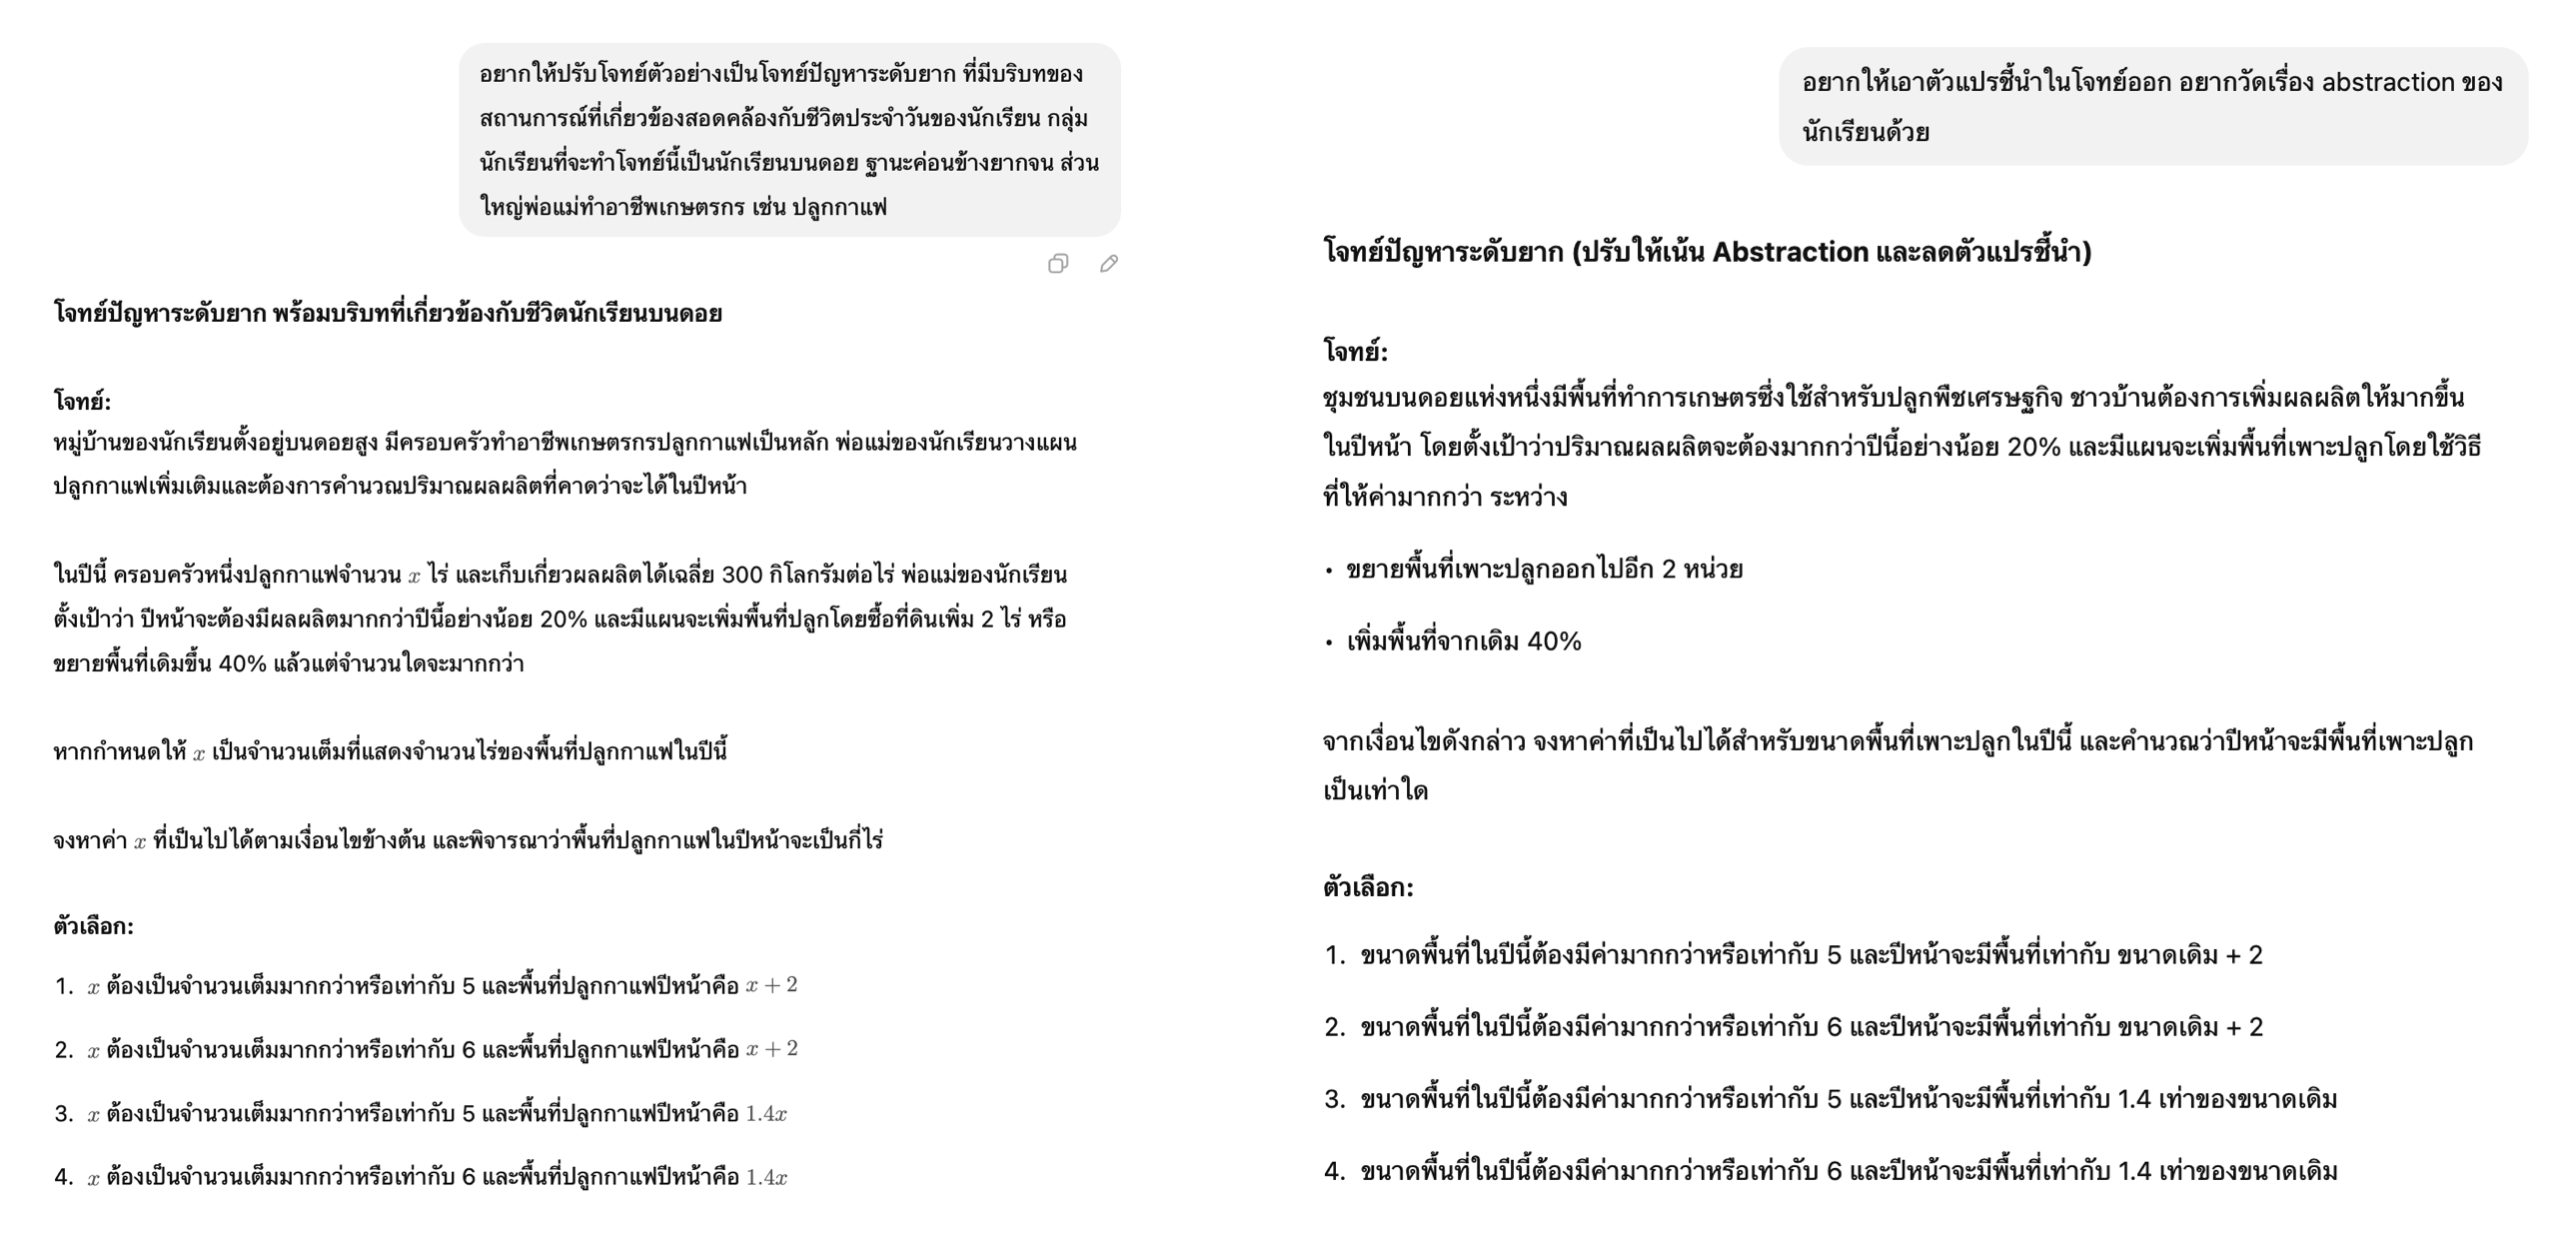 อยากให้ปรับโจทย์ตัวอย่างเป็นโจทย์ปัญหาระดับยาก ที่มีบริบทของ
สถานการณ์ที่เกี่ยวข้องสอดคล้องกับชีวิตประจำวันของนักเรียน กลุ่ม
นักเรียนที่จะทำโจทย์นี้เป็นนักเรียนบนดอย ฐานะค่อนข้างยากจน ส่วน
ใหญ่พ่อแม่ทำอาชีพเกษตรกร เช่น ปลูกกาแฟ
โจทย์ปัญหาระดับยาก พร้อมบริบทที่เกี่ยวข้องกับชีวิตนักเรียนบนดอย
โจทย์:
หมู่บ้านของนักเรียนตั้งอยู่บนดอยสูง มีครอบครัวทำอาชีพเกษตรกรปลูกกาแฟเป็นหลัก พ่อแม่ของนักเรียนวางแผน
ปลูกกาแฟเพิ่มเติมและต้องการคำนวณปริมาณผลผลิตที่คาดว่าจะได้ในปีหน้า
ในปีนี้ ครอบครัวหนึ่งปลูกกาแฟจำนวน x ไร่ และเก็บเกี่ยวผลผลิตได้เฉลี่ย 300 กิโลกรัมต่อไร่ พ่อแม่ของนักเรียน
ตั้งเป้าว่า ปีหน้าจะต้องมีผลผลิตมากกว่าปีนี้อย่างน้อย 20% และมีแผนจะเพิ่มพื้นที่ปลูกโดยซื้อที่ดินเพิ่ม 2 ไร่ หรือ
ขยายพื้นที่เดิมขึ้น 40% แล้วแต่จำนวนใดจะมากกว่า
หากกำหนดให้ x เป็นจำนวนเต็มที่แสดงจำนวนไร่ของพื้นที่ปลูกกาแฟในปีนี้
จงหาค่า x ที่เป็นไปได้ตามเงื่อนไขข้างต้น และพิจารณาว่าพื้นที่ปลูกกาแฟในปีหน้าจะเป็นกี่ไร่
ตัวเลือก:
1. x ต้องเป็นจำนวนเต็มมากกว่าหรือเท่ากับ 5 และพื้นที่ปลูกกาแฟปีหน้าคือ x + 2
2. x ต้องเป็นจำนวนเต็มมากกว่าหรือเท่ากับ 6 และพื้นที่ปลูกกาแฟปีหน้าคือ x + 2
3. x ต้องเป็นจำนวนเต็มมากกว่าหรือเท่ากับ 5 และพื้นที่ปลูกกาแฟปีหน้าคือ 1.4x
4. x ต้องเป็นจำนวนเต็มมากกว่าหรือเท่ากับ 6 และพื้นที่ปลูกกาแฟปีหน้าคือ 1.4x
อยากให้เอาตัวแปรชี้นำในโจทย์ออก อยากวัดเรื่อง abstraction ของ
นักเรียนด้วย
โจทย์ปัญหาระดับยาก (ปรับให้เน้น Abstraction และลดตัวแปรชี้นำ)
โจทย์:
ชุมชนบนดอยแห่งหนึ่งมีพื้นที่ทำการเกษตรซึ่งใช้สำหรับปลูกพืชเศรษฐกิจ ชาวบ้านต้องการเพิ่มผลผลิตให้มากขึ้น
ในปีหน้า โดยตั้งเป้าว่าปริมาณผลผลิตจะต้องมากกว่าปีนี้อย่างน้อย 20% และมีแผนจะเพิ่มพื้นที่เพาะปลูกโดยใช้วิธี
ที่ให้ค่ามากกว่า ระหว่าง
• ขยายพื้นที่เพาะปลูกออกไปอีก 2 หน่วย
• เพิ่มพื้นที่จากเดิม 40%
จากเงื่อนไขดังกล่าว จงหาค่าที่เป็นไปได้สำหรับขนาดพื้นที่เพาะปลูกในปีนี้ และคำนวณว่าปีหน้าจะมีพื้นที่เพาะปลูก
เป็นเท่าใด
ตัวเลือก:
1. ขนาดพื้นที่ในปีนี้ต้องมีค่ามากกว่าหรือเท่ากับ 5 และปีหน้าจะมีพื้นที่เท่ากับ ขนาดเดิม + 2
2. ขนาดพื้นที่ในปีนี้ต้องมีค่ามากกว่าหรือเท่ากับ 6 และปีหน้าจะมีพื้นที่เท่ากับ ขนาดเดิม + 2
3. ขนาดพื้นที่ในปีนี้ต้องมีค่ามากกว่าหรือเท่ากับ 5 และปีหน้าจะมีพื้นที่เท่ากับ 1.4 เท่าของขนาดเดิม
4. ขนาดพื้นที่ในปีนี้ต้องมีค่ามากกว่าหรือเท่ากับ 6 และปีหน้าจะมีพื้นที่เท่ากับ 1.4 เท่าของขนาดเดิม